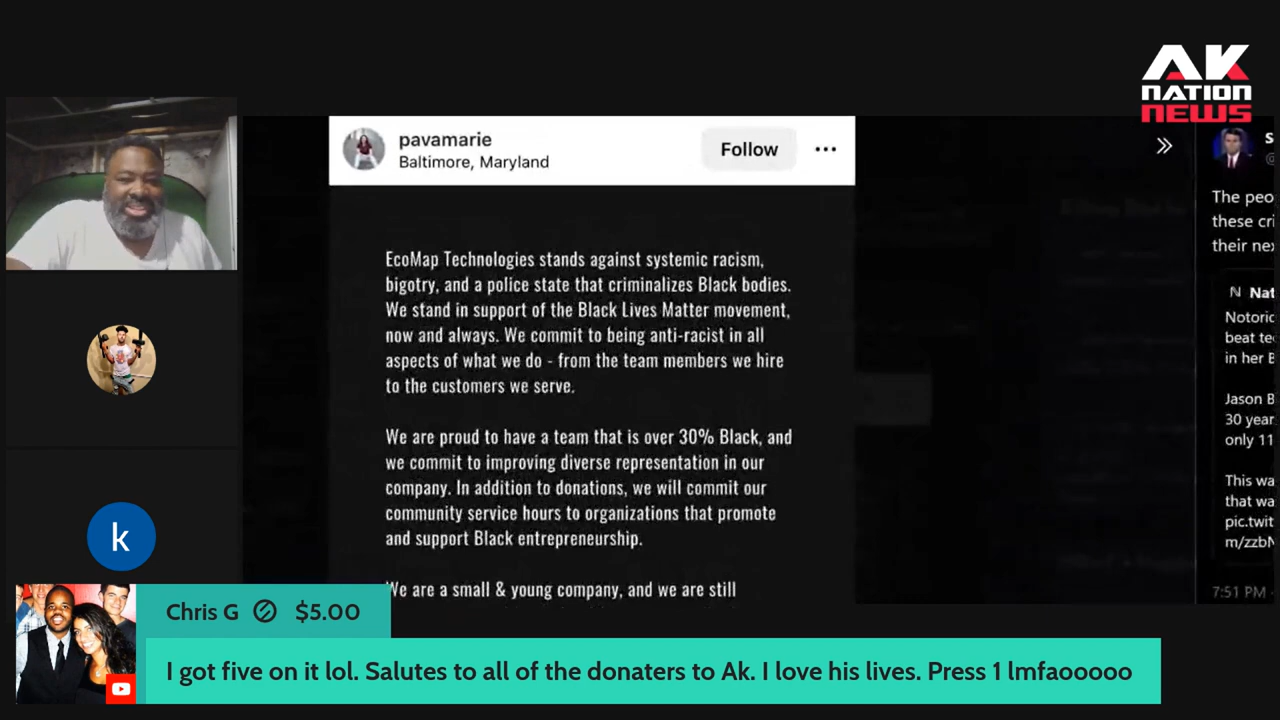 AK
NATION
NEWS
pavamarie
Baltimore, Maryland
Follow
EcoMap Technologies stands against systemic racism,
bigotry, and a police state that criminalizes Black bodies.
We stand in support of the Black Lives Matter movement,
now and always. We commit to being anti-racist in all
aspects of what we do - from the team members we hire
to the customers we serve.
We are proud to have a team that is over 30% Black, and
we commit to improving diverse representation in our
company. In addition to donations, we will commit our
community service hours to organizations that promote
and support Black entrepreneurship.
We are a small & young company, and we are still
S
@
The peo
these cri
their nex
N Nat
Notoric
beat te
in her B
Jason B
30 year
only 11
This wa
that wa
pic.twit
m/zzbN
7:51 PM
k
Chris G $5.00
I got five on it lol. Salutes to all of the donaters to Ak. I love his lives. Press 1 lmfaooooo